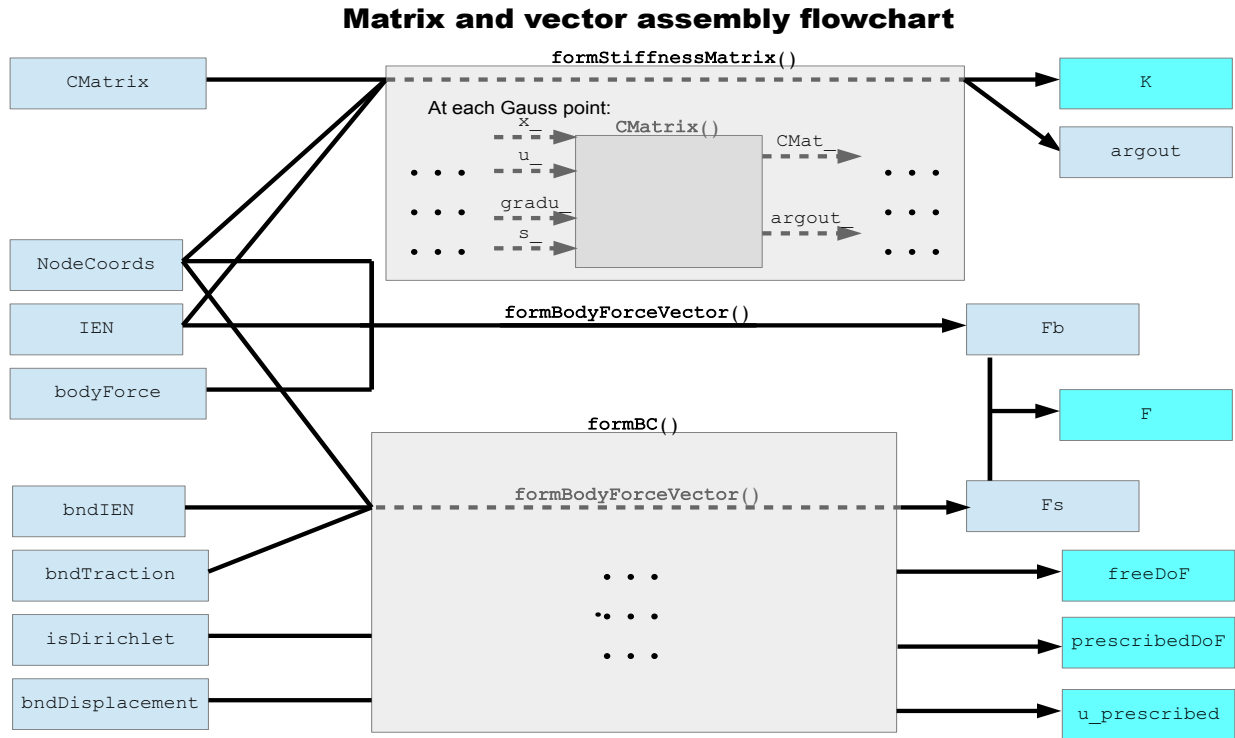 Matrix and vector assembly flowchart
formStiffnessMatrix()
CMatrix
K
At each Gauss point:
x_
CMatrix()
CMat_
argout
u_
gradu_
argout_
s_
NodeCoords
IEN
formBodyForceVector()
Fb
bodyForce
F
formBC()
bndIEN
formBodyForceVector()
Fs
bndTraction
freeDoF
isDirichlet
prescribedDoF
bndDisplacement
u_prescribed